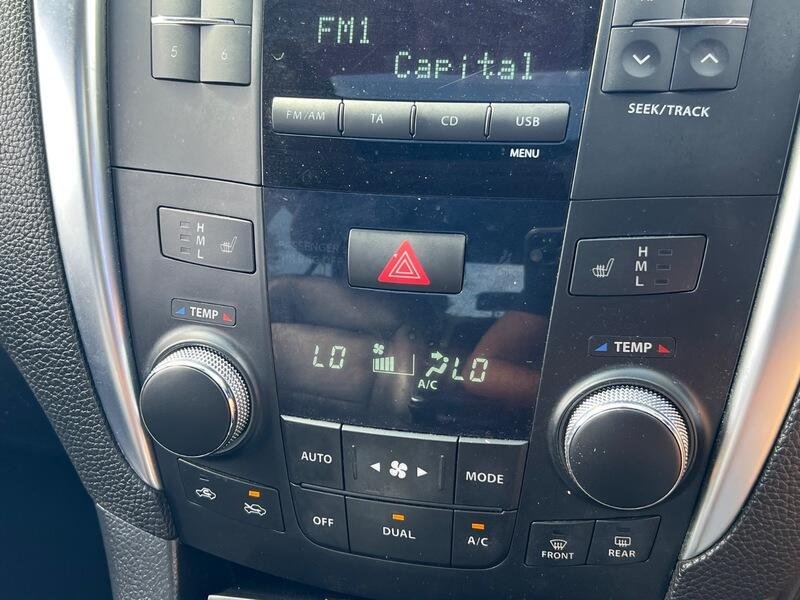 FM1
Capital
5 6
FM/AM TA CD USB
MENU
SEEK/TRACK
H
M
L
PASSENGER
H
M
L
TEMP
TEMP
LO
A/C
LO
AUTO
MODE
OFF
DUAL
A/C
FRONT
REAR